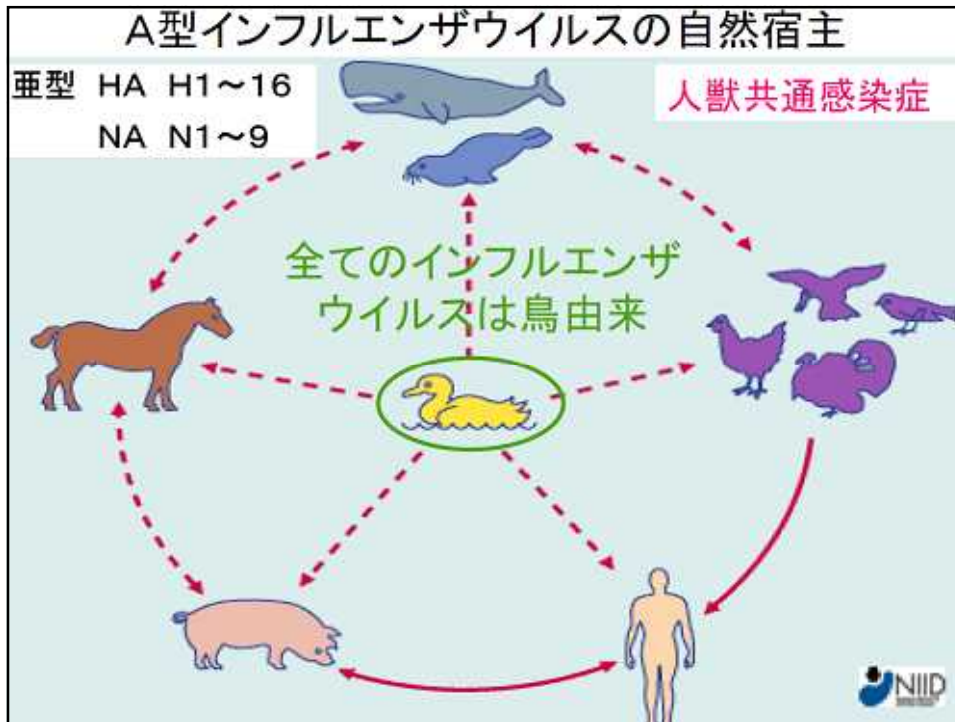 A型インフルエンザウイルスの自然宿主
亜型 HA H1～16
NA N1～9
人獣共通感染症
全てのインフルエンザ
ウイルスは鳥由来
NIID